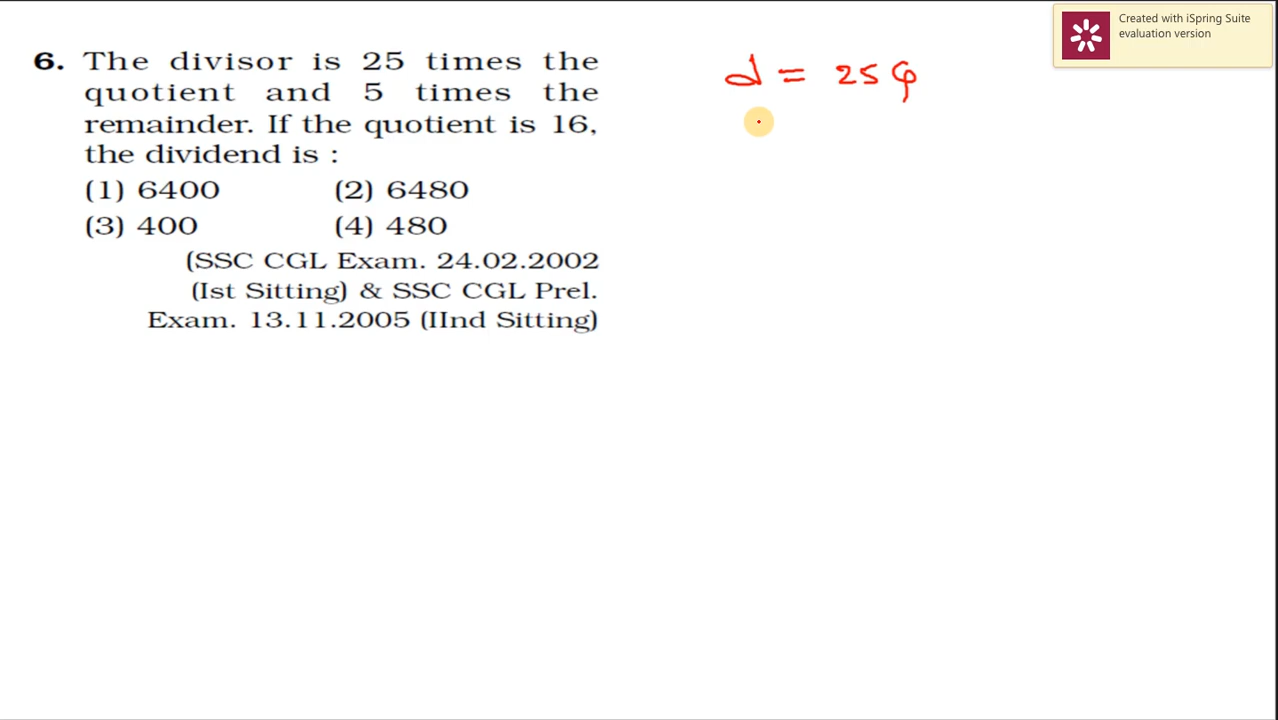 6. The divisor is 25 times the
quotient and 5 times the
remainder. If the quotient is 16,
the dividend is :
(1) 6400 (2) 6480
(3) 400 (4) 480
(SSC CGL Exam. 24.02.2002
(Ist Sitting) & SSC CGL Prel.
Exam. 13.11.2005 (IInd Sitting)
d = 25 q
Created with iSpring Suite
evaluation version